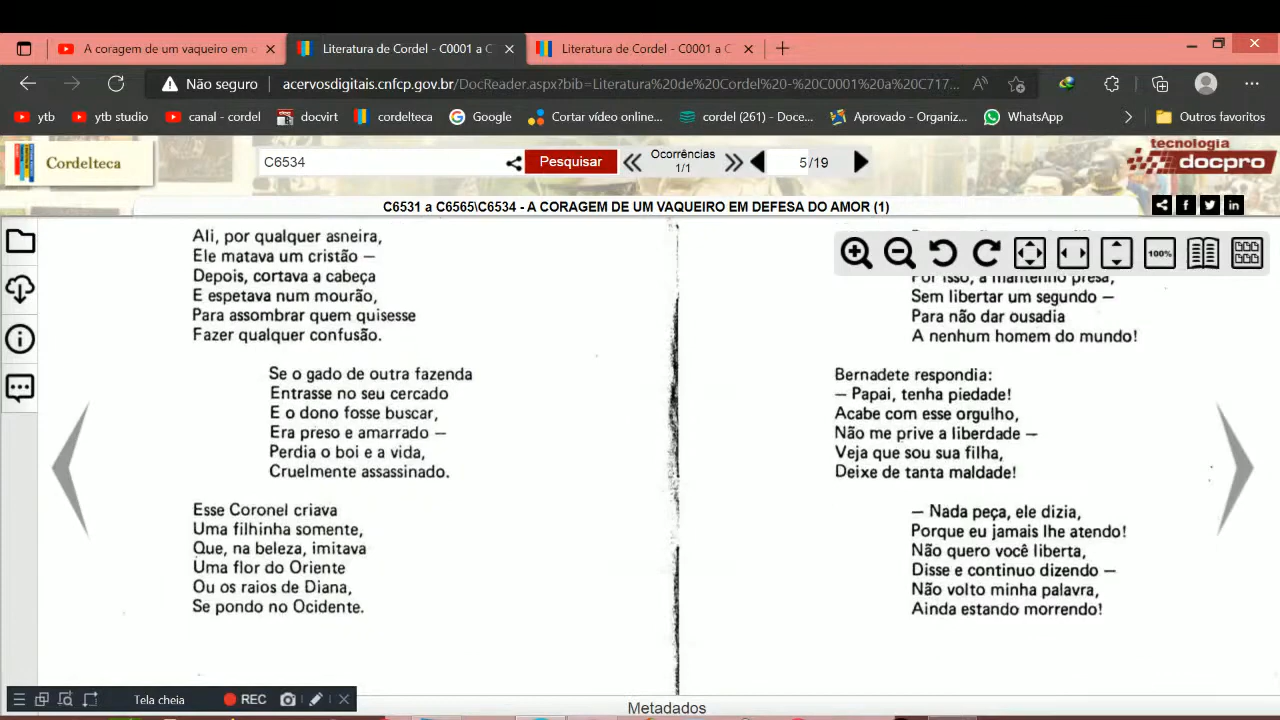 A coragem de um vaqueiro em
Literatura de Cordel - C0001 a C
Literatura de Cordel - C0001 a C
Não seguro
acervosdigitais.cnfcp.gov.br/DocReader.aspx?bib=Literatura%20de%20Cordel%20-%20C0001%20a%20C717...
ytb
ytb studio
canal - cordel
docvirt
cordelteca
Google
Cortar vídeo online...
cordel (261) - Doce...
Aprovado - Organiz...
WhatsApp
Outros favoritos
Cordelteca
C6534
Pesquisar
Ocorrências
1/1
5/19
tecnologia
docpro
C6531 a C6565\C6534 - A CORAGEM DE UM VAQUEIRO EM DEFESA DO AMOR (1)
100%
Ali, por qualquer asneira,
Ele matava um cristão —
Depois, cortava a cabeça
E espetava num mourão,
Para assombrar quem quisesse
Fazer qualquer confusão.
Se o gado de outra fazenda
Entrasse no seu cercado
E o dono fosse buscar,
Era preso e amarrado —
Perdia o boi e a vida,
Cruelmente assassinado.
Esse Coronel criava
Uma filhinha somente,
Que, na beleza, imitava
Uma flor do Oriente
Ou os raios de Diana,
Se pondo no Ocidente.
Por isso, a mantenho presa,
Sem libertar um segundo —
Para não dar ousadia
A nenhum homem do mundo!
Bernadete respondia:
— Papai, tenha piedade!
Acabe com esse orgulho,
Não me prive a liberdade —
Veja que sou sua filha,
Deixe de tanta maldade!
— Nada peça, ele dizia,
Porque eu jamais lhe atendo!
Não quero você liberta,
Disse e continuo dizendo —
Não volto minha palavra,
Ainda estando morrendo!
Tela cheia
REC
Metadados